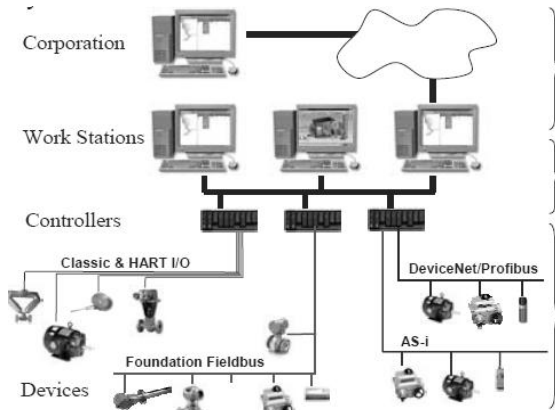 Corporation
Work Stations
Controllers
Classic & HART I/O
DeviceNet/Profibus
AS-i
Foundation Fieldbus
Devices